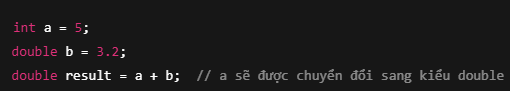 int a = 5;
double b = 3.2;
double result = a + b;  // a sẽ được chuyển đổi sang kiểu double